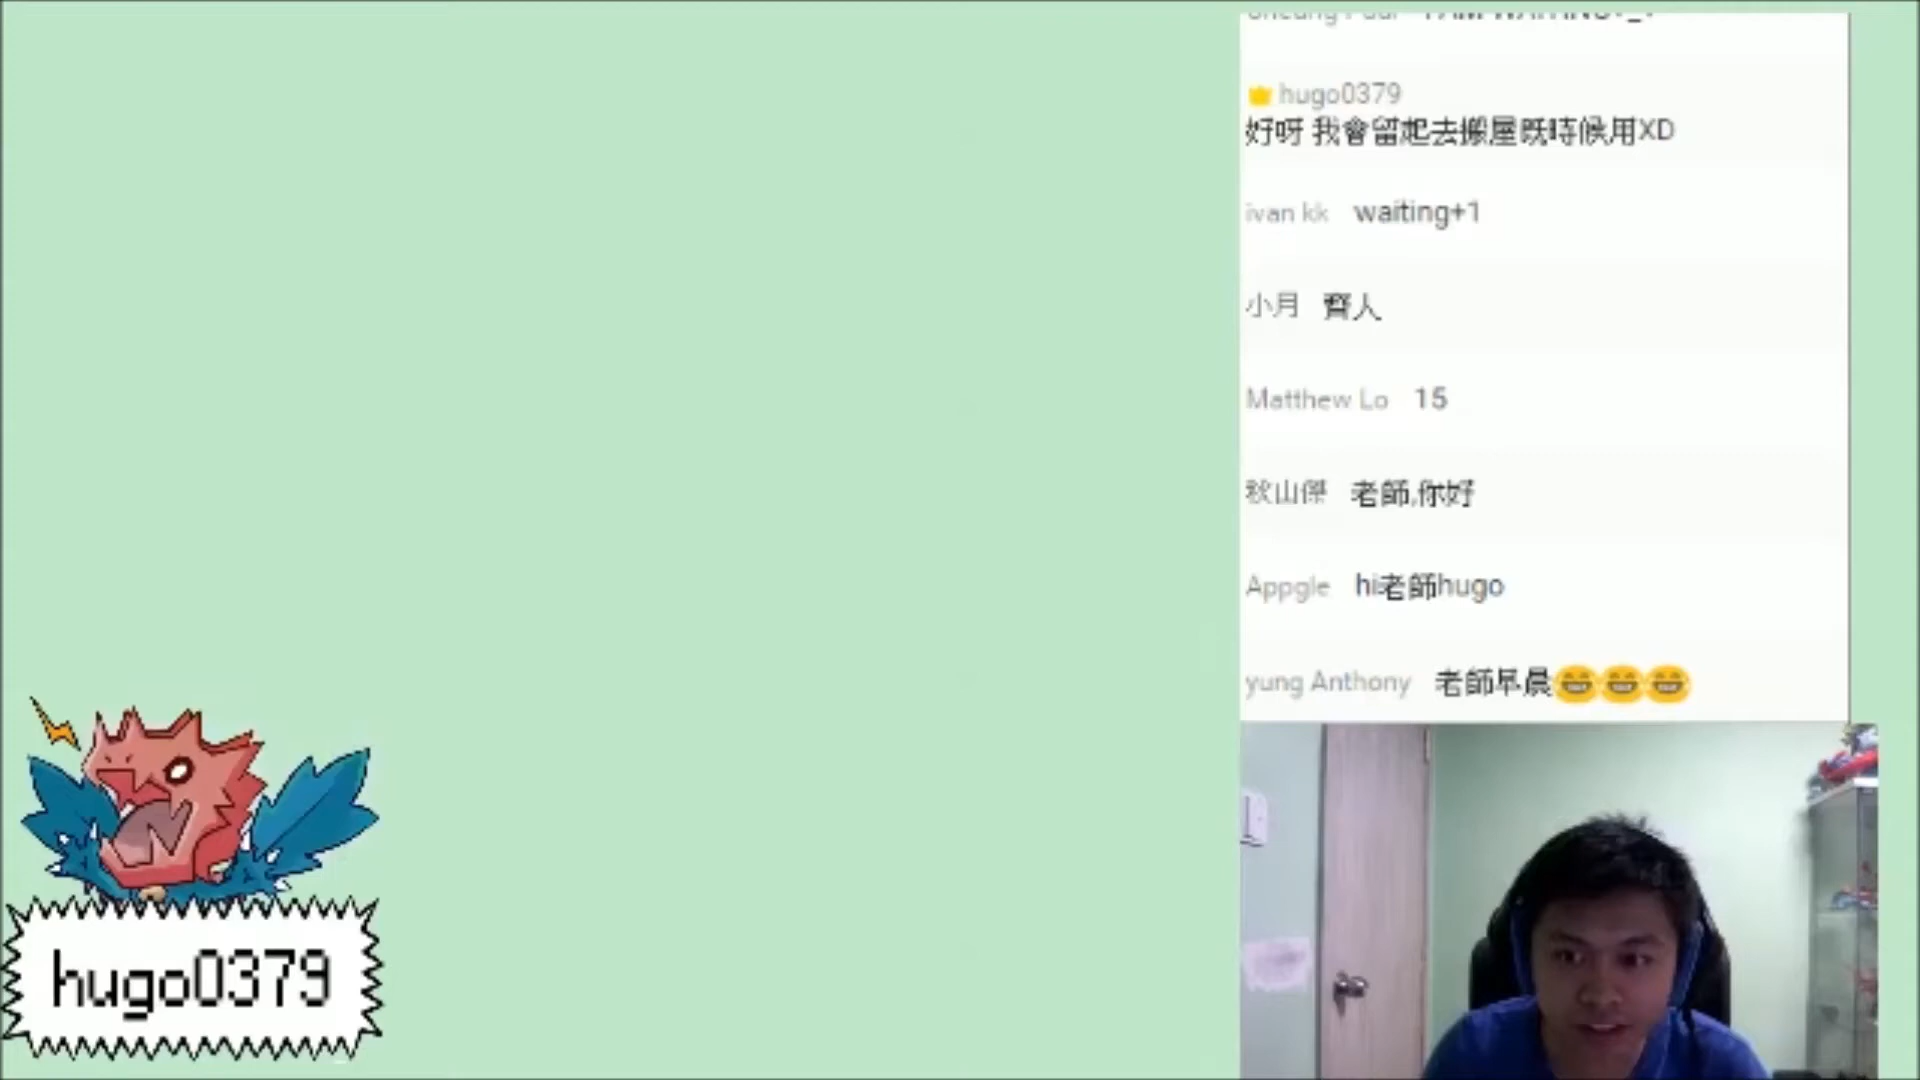 hugo0379
好呀 我會留起去搬屋既時候用XD
ivan kk waiting+1
小月 齊人
Matthew Lo 15
秋山傑 老師,你好
Appgle hi老師hugo
yung Anthony 老師早晨😄😄😄
hugo0379